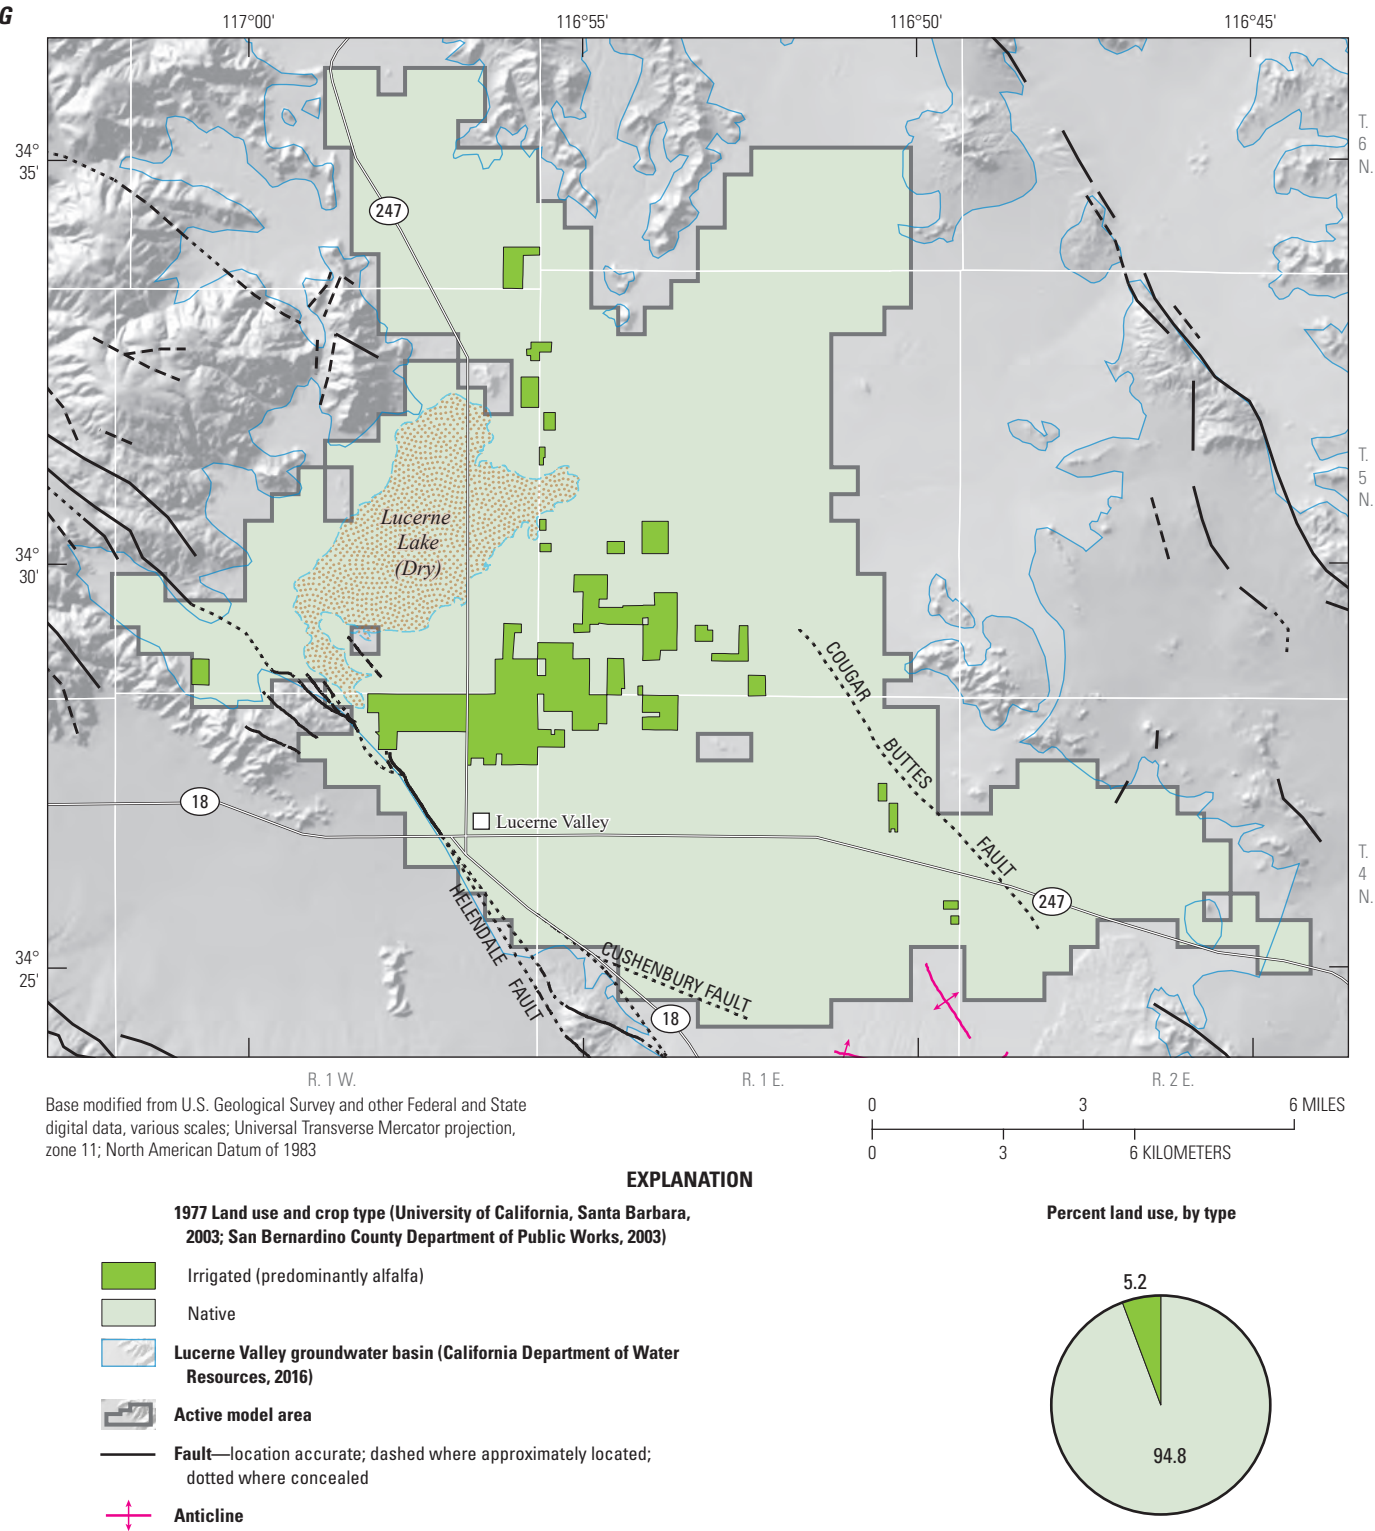 G
117°00'
116°55'
116°50'
116°45'
34°
35'
34°
30'
34°
25'
T.
6
N.
T.
5
N.
T.
4
N.
247
Lucerne
Lake
(Dry)
COUGAR
BUTTES
FAULT
18
Lucerne Valley
247
HELENDALE
FAULT
CUSHENBURY FAULT
18
R. 1 W.
R. 1 E.
R. 2 E.
Base modified from U.S. Geological Survey and other Federal and State
digital data, various scales; Universal Transverse Mercator projection,
zone 11; North American Datum of 1983
0 3 6 MILES
0 3 6 KILOMETERS
EXPLANATION
1977 Land use and crop type (University of California, Santa Barbara,
2003; San Bernardino County Department of Public Works, 2003)
Irrigated (predominantly alfalfa)
Native
Lucerne Valley groundwater basin (California Department of Water
Resources, 2016)
Active model area
Fault—location accurate; dashed where approximately located;
dotted where concealed
Anticline
Percent land use, by type
5.2
94.8